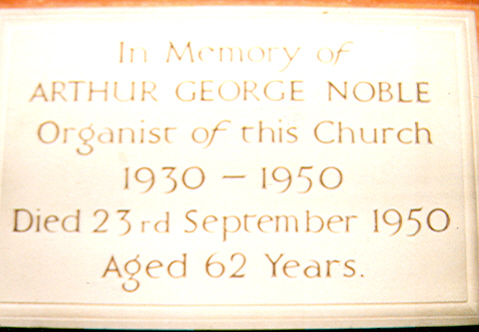 In Memory of
ARTHUR GEORGE NOBLE
Organist of this Church
1930 – 1950
Died 23rd September 1950
Aged 62 Years.